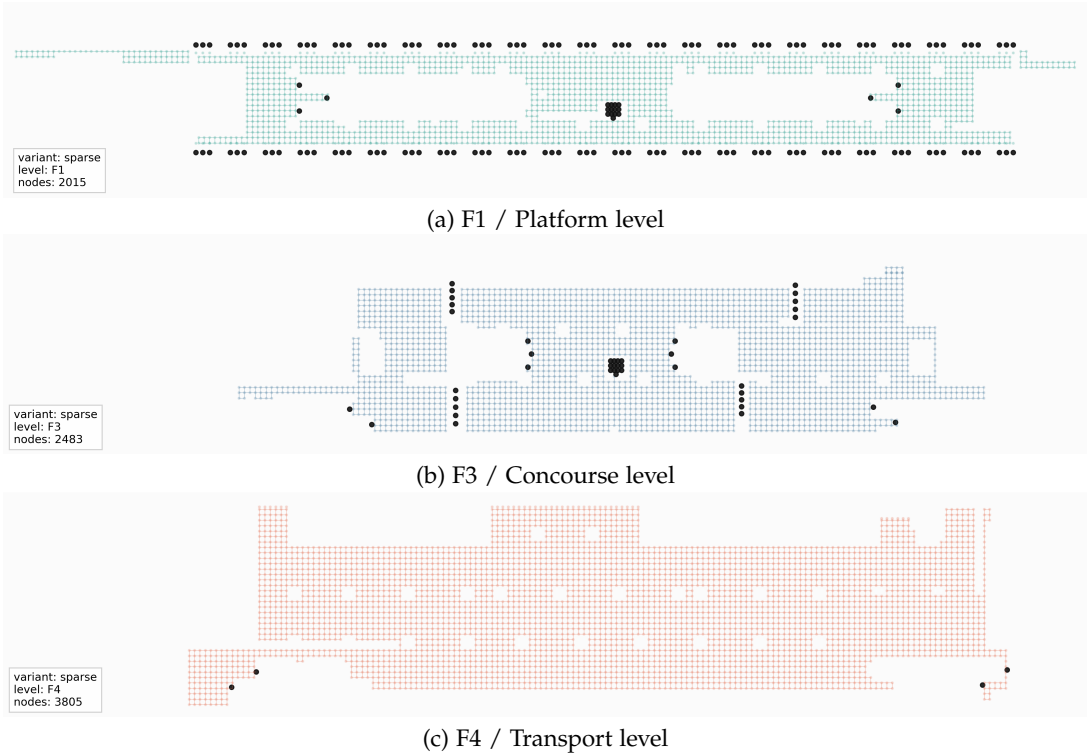 variant: sparse
level: F1
nodes: 2015
(a) F1 / Platform level
variant: sparse
level: F3
nodes: 2483
(b) F3 / Concourse level
variant: sparse
level: F4
nodes: 3805
(c) F4 / Transport level